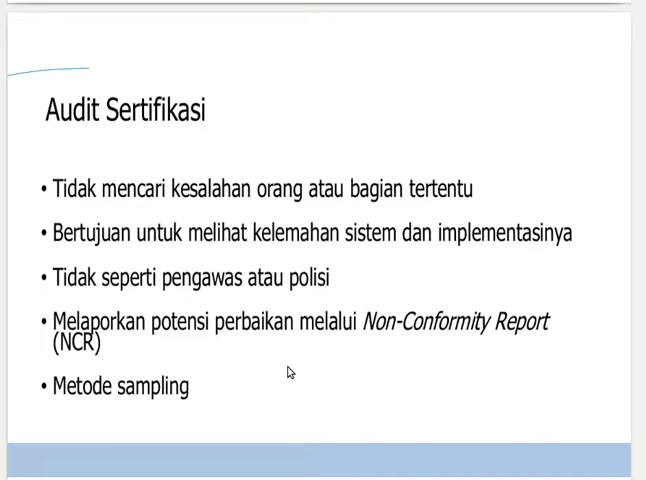 Audit Sertifikasi
• Tidak mencari kesalahan orang atau bagian tertentu
• Bertujuan untuk melihat kelemahan sistem dan implementasinya
• Tidak seperti pengawas atau polisi
• Melaporkan potensi perbaikan melalui Non-Conformity Report
(NCR)
• Metode sampling